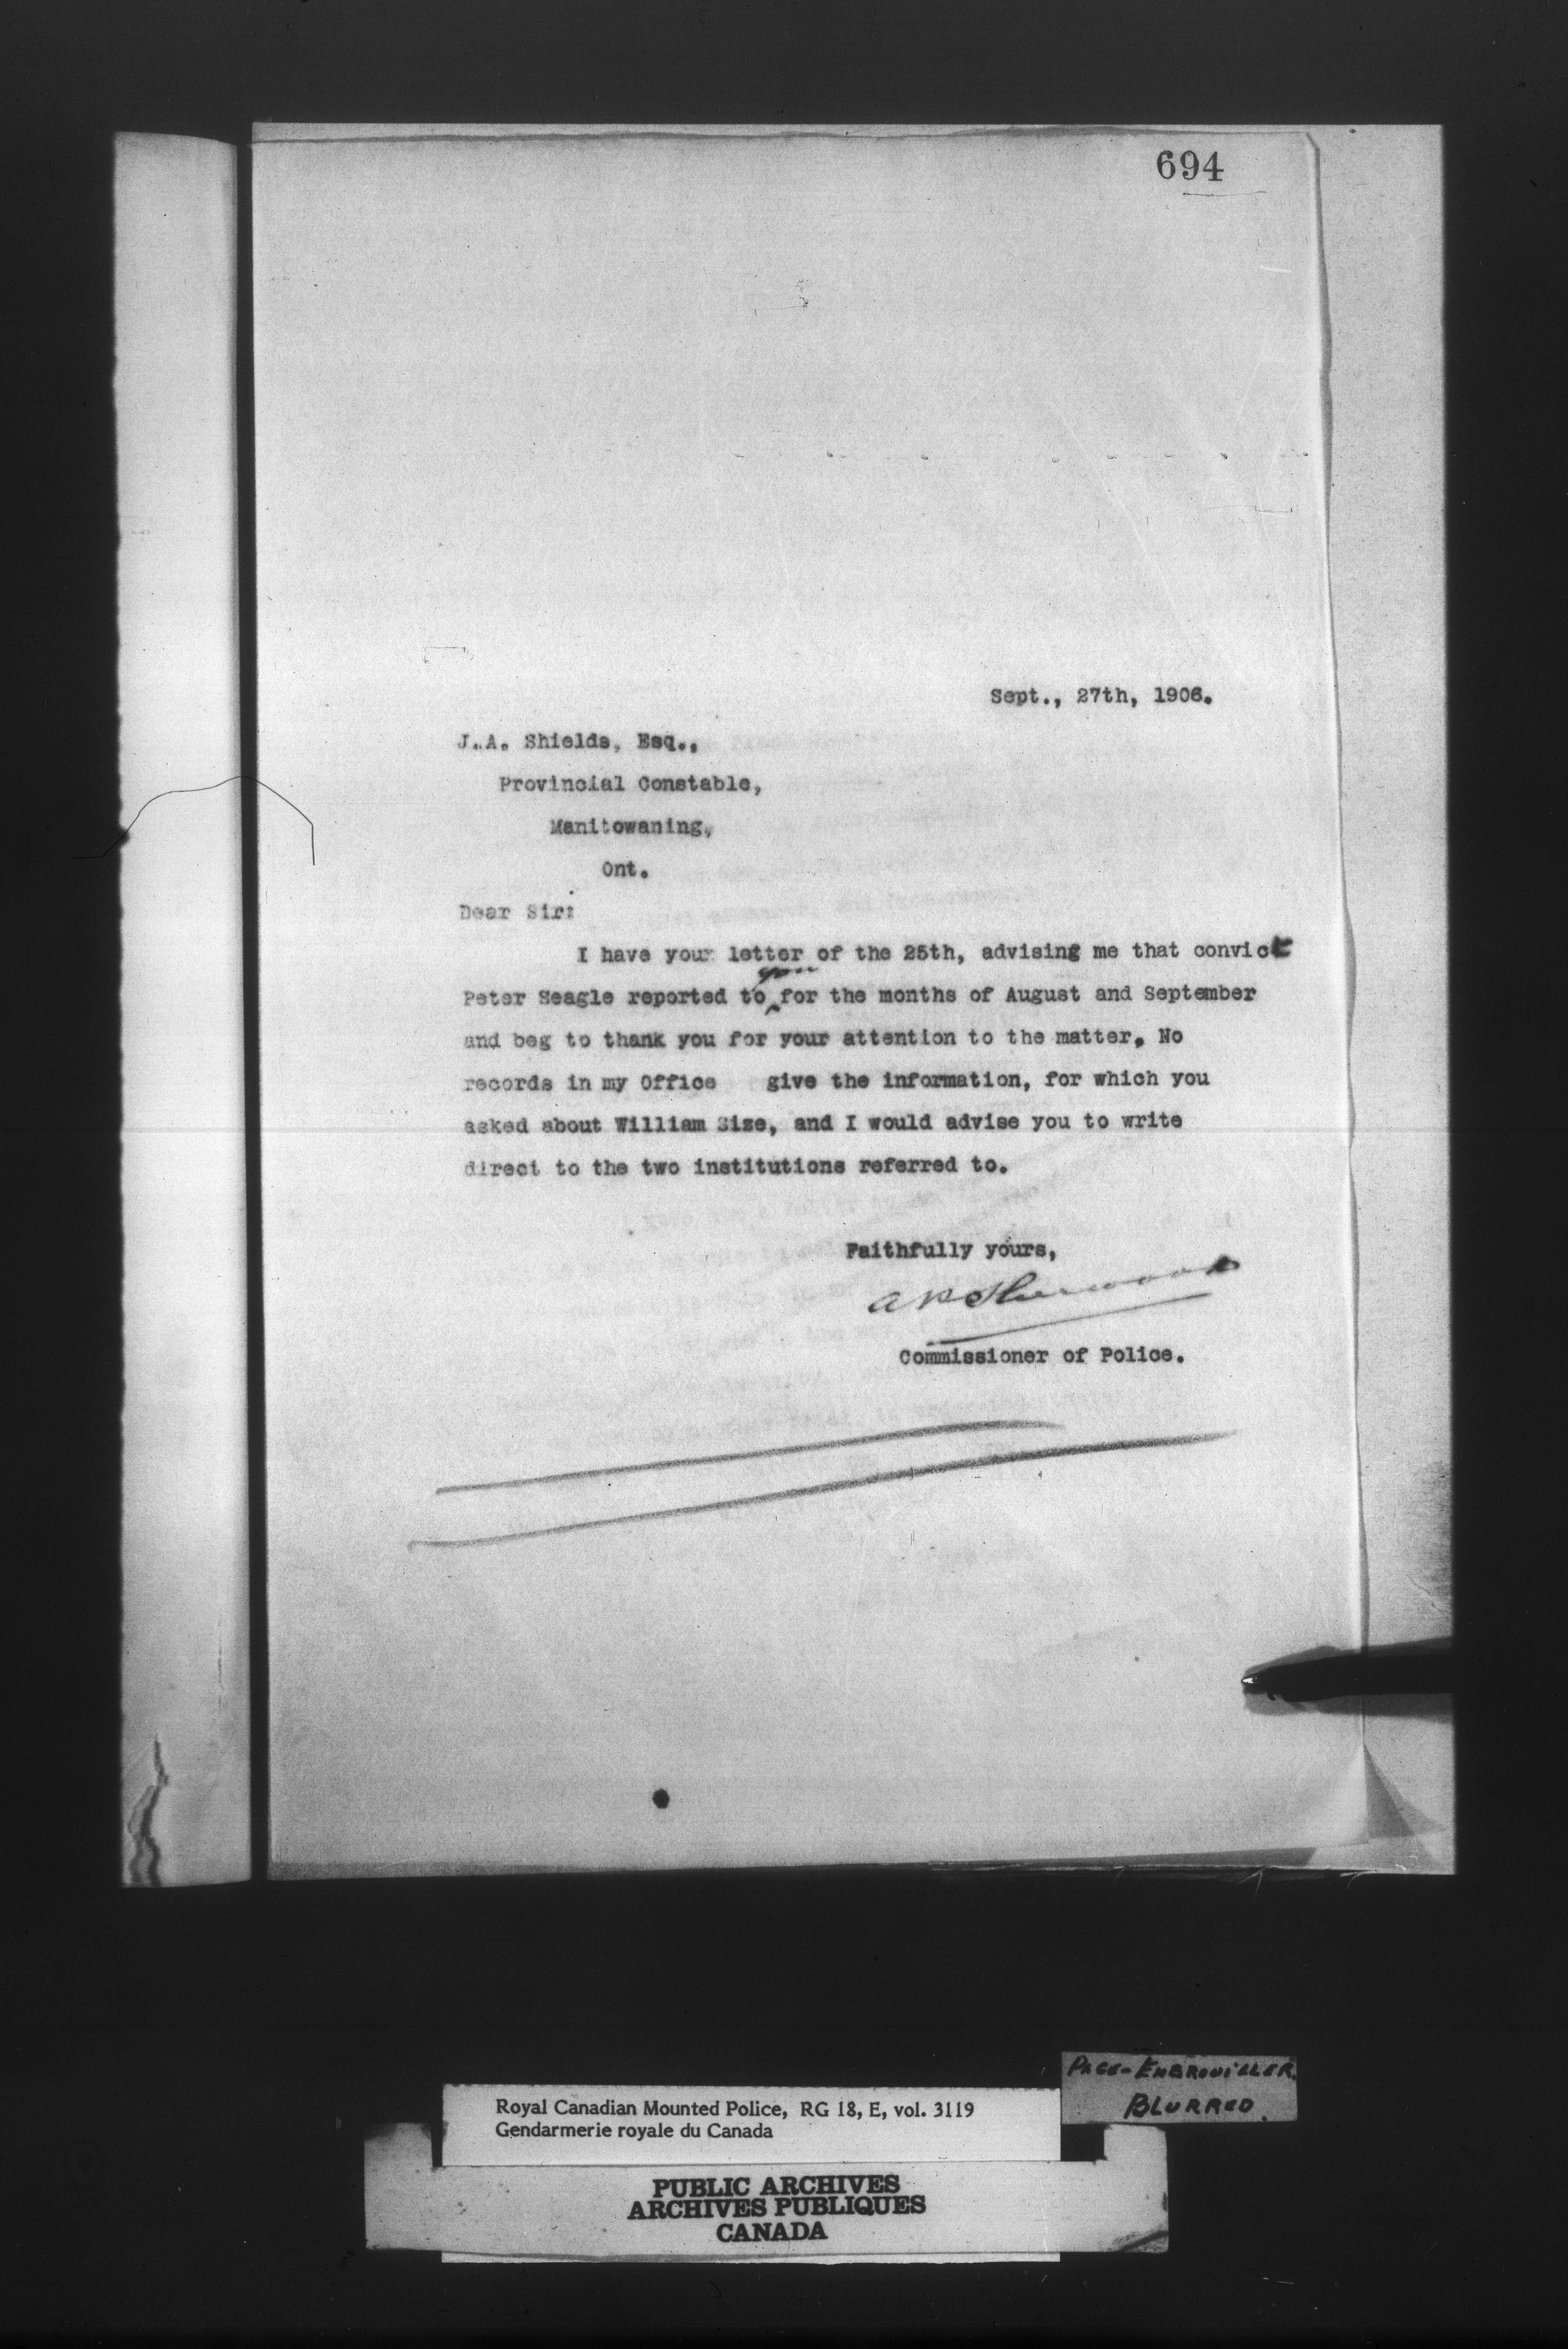 694
Sept., 27th, 1906.
J.A. Shields, Esq.,
Provincial Constable,
Manitowaning,
Ont.
Dear Sir:
I have your letter of the 25th, advising me that convict
you
Peter Seagle reported to ‸ for the months of August and September
and beg to thank you for your attention to the matter. No
records in my Office give the information, for which you
asked about William Size, and I would advise you to write
direct to the two institutions referred to.
Faithfully yours,
A P Sherwood
Commissioner of Police.
PAGE-EMBROUILLER.
BLURRED.
Royal Canadian Mounted Police, RG 18, E, vol. 3119
Gendarmerie royale du Canada
PUBLIC ARCHIVES
ARCHIVES PUBLIQUES
CANADA